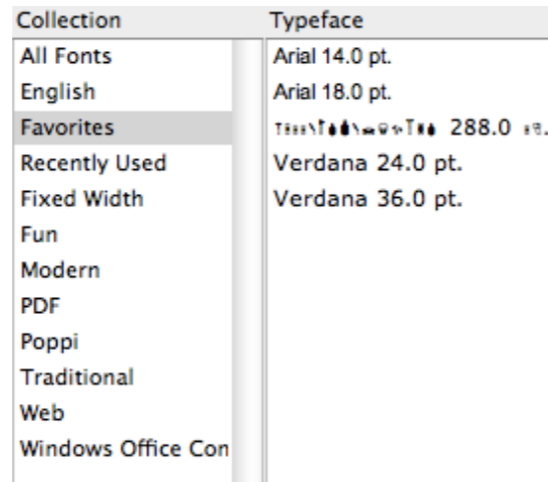 Collection
All Fonts
English
Favorites
Recently Used
Fixed Width
Fun
Modern
PDF
Poppi
Traditional
Web
Windows Office Con
Typeface
Arial 14.0 pt.
Arial 18.0 pt.
288.0
Verdana 24.0 pt.
Verdana 36.0 pt.